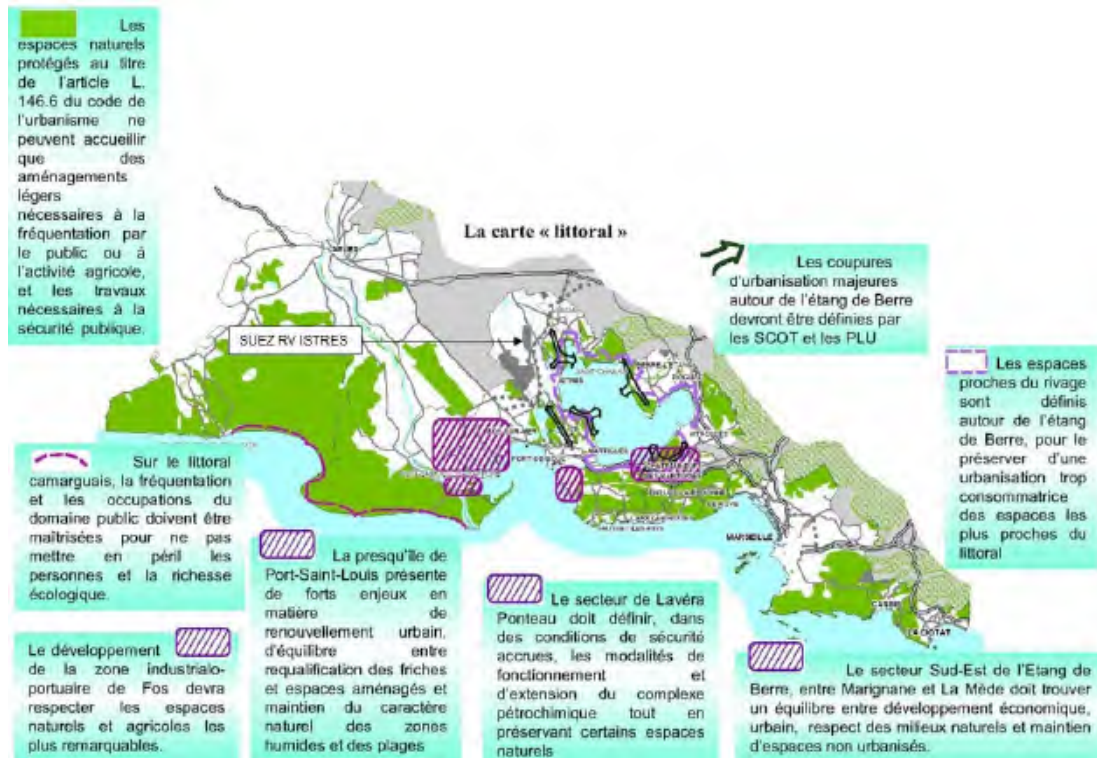 Les
espaces naturels
protégés au titre
de l'article L.
146.6 du code de
l'urbanisme ne
peuvent accueillir
que des
aménagements
légers
nécessaires à la
fréquentation par
le public ou à
l'activité agricole,
et les travaux
nécessaires à la
sécurité publique.
La carte « littoral »
Les coupures
d'urbanisation majeures
autour de l'étang de Berre
devront être définies par
les SCOT et les PLU
SUEZ RV ISTRES
Les espaces
proches du rivage
sont définis
autour de l'étang
de Berre, pour le
préserver d'une
urbanisation trop
consommatrice
des espaces les
plus proches du
littoral
ISTRES
MARTIGUES
MARSEILLE
CASSIS
LA CIOTAT
Sur le littoral
camarguais, la fréquentation
et les occupations du
domaine public doivent être
maîtrisées pour ne pas
mettre en péril les
personnes et la richesse
écologique.
Le développement
de la zone industrialo-
portuaire de Fos devra
respecter les espaces
naturels et agricoles les
plus remarquables.
La presqu'île de
Port-Saint-Louis présente
de forts enjeux en
matière de
renouvellement urbain,
d'équilibre entre
requalification des friches
et espaces aménagés et
maintien du caractère
naturel des zones
humides et des plages
Le secteur de Lavéra
Ponteau doit définir, dans
des conditions de sécurité
accrues, les modalités de
fonctionnement et
d'extension du complexe
pétrochimique tout en
préservant certains espaces
naturels
Le secteur Sud-Est de l'Etang de
Berre, entre Marignane et La Mède doit trouver
un équilibre entre développement économique,
urbain, respect des milieux naturels et maintien
d'espaces non urbanisés.